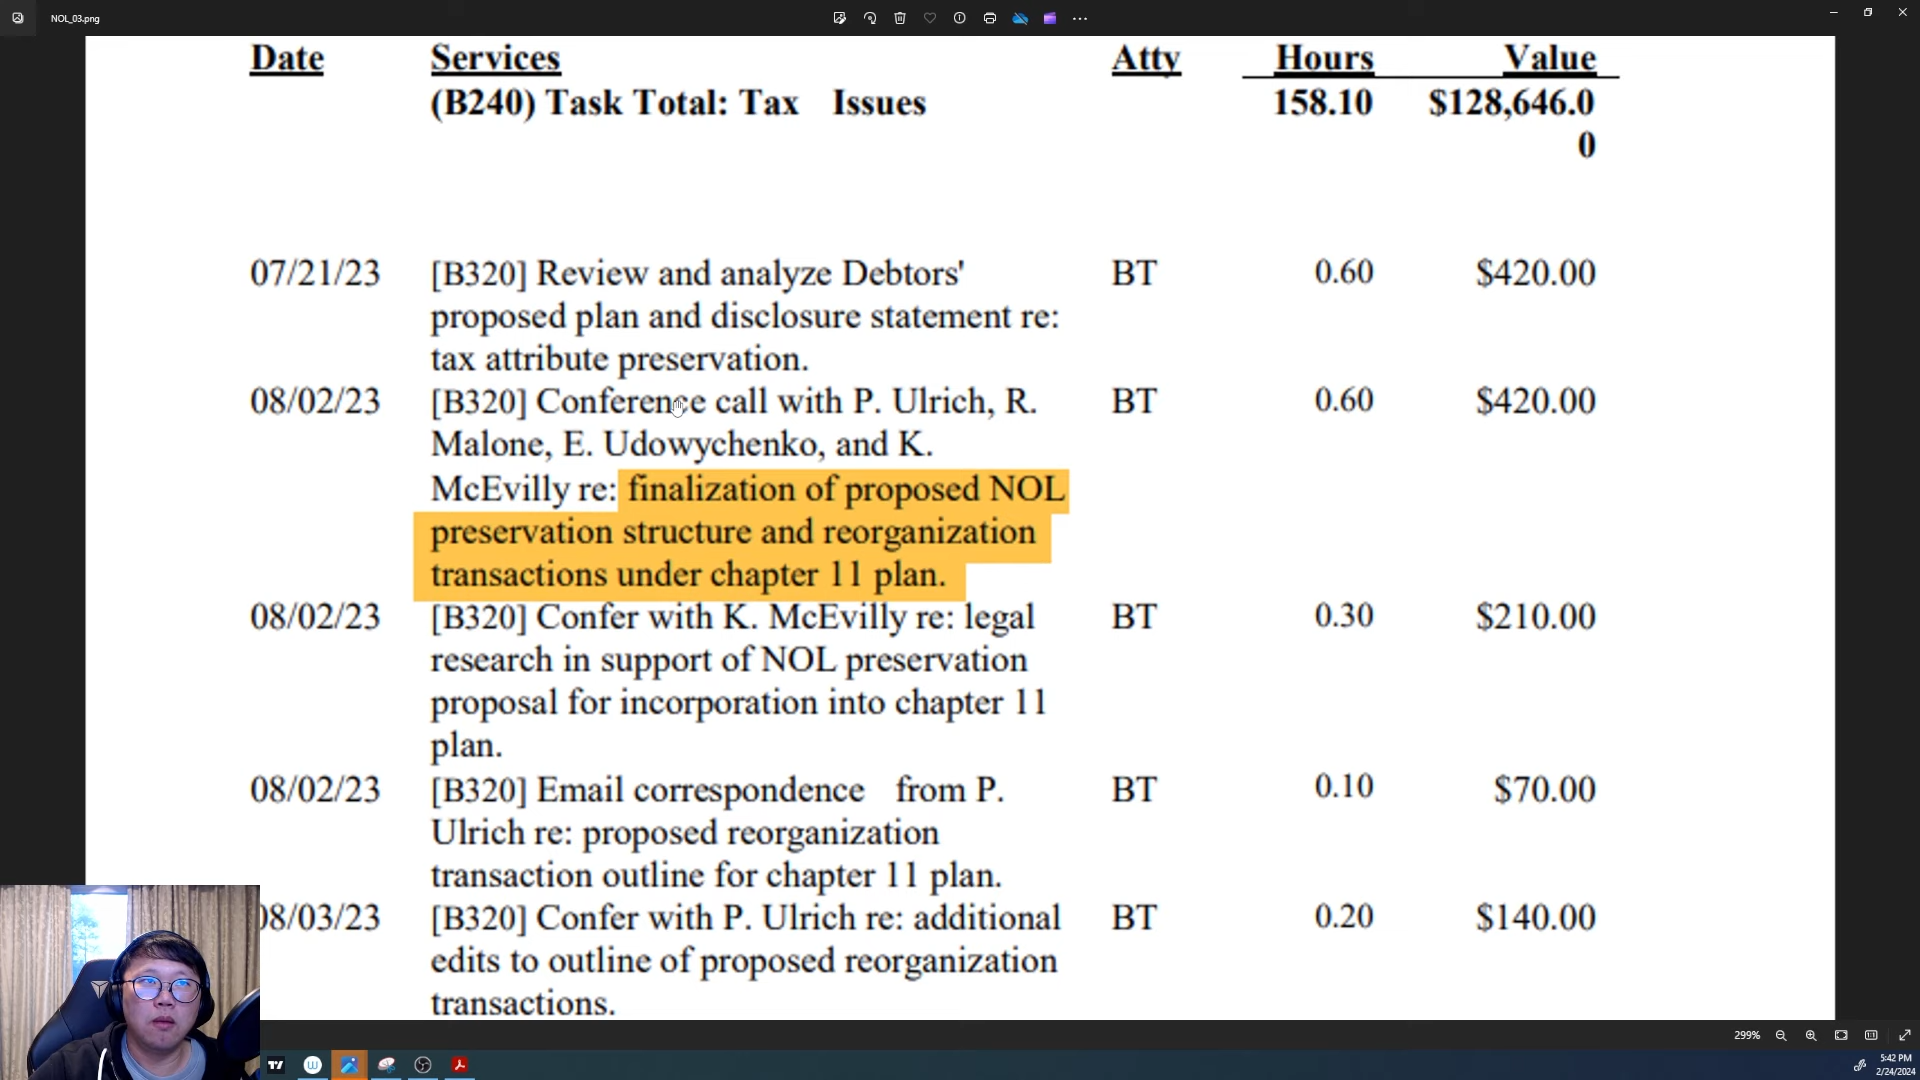 NOL_03.png
Date Services Atty Hours Value
(B240) Task Total: Tax Issues 158.10 $128,646.0
0
07/21/23 [B320] Review and analyze Debtors' BT 0.60 $420.00
proposed plan and disclosure statement re:
tax attribute preservation.
08/02/23 [B320] Conference call with P. Ulrich, R. BT 0.60 $420.00
Malone, E. Udowychenko, and K.
McEvilly re: finalization of proposed NOL
preservation structure and reorganization
transactions under chapter 11 plan.
08/02/23 [B320] Confer with K. McEvilly re: legal BT 0.30 $210.00
research in support of NOL preservation
proposal for incorporation into chapter 11
plan.
08/02/23 [B320] Email correspondence from P. BT 0.10 $70.00
Ulrich re: proposed reorganization
transaction outline for chapter 11 plan.
08/03/23 [B320] Confer with P. Ulrich re: additional BT 0.20 $140.00
edits to outline of proposed reorganization
transactions.
299%
5:42 PM
2/24/2024